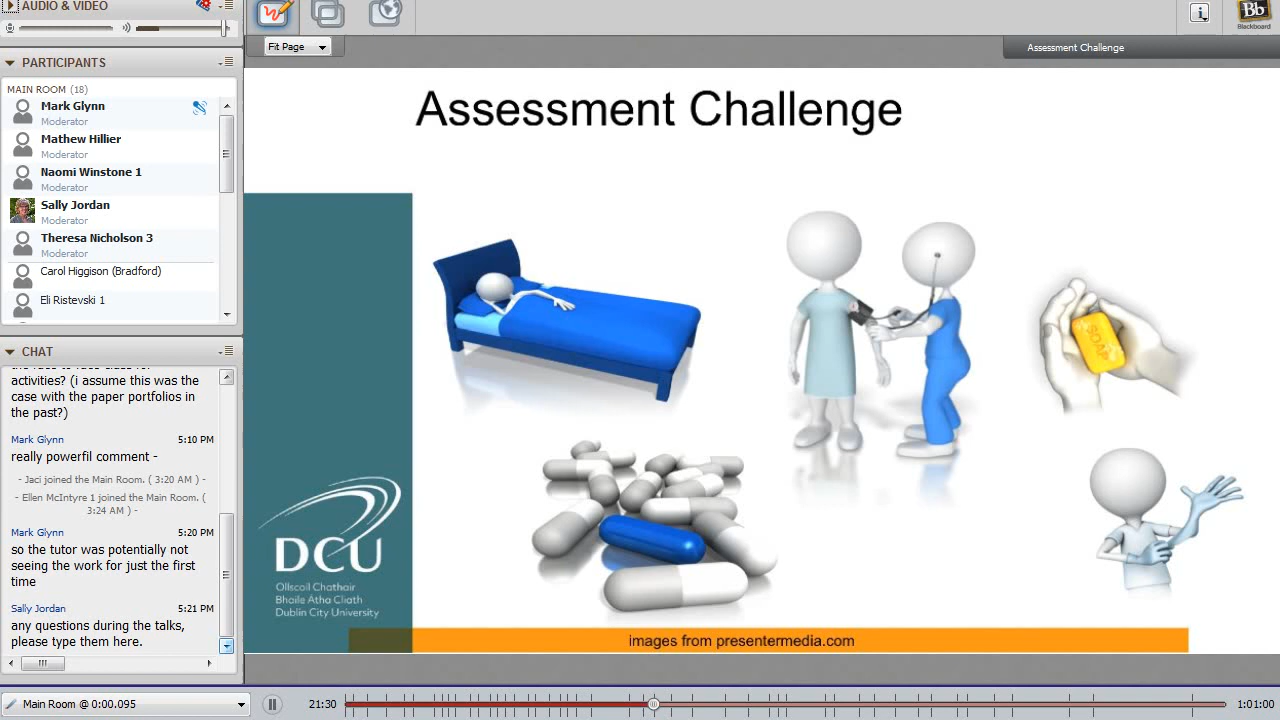 AUDIO & VIDEO
PARTICIPANTS
MAIN ROOM (18)
Mark Glynn
Moderator
Mathew Hillier
Moderator
Naomi Winstone 1
Moderator
Sally Jordan
Moderator
Theresa Nicholson 3
Moderator
Carol Higgison (Bradford)
Eli Ristevski 1
CHAT
activities? (i assume this was the
case with the paper portfolios in
the past?)
Mark Glynn 5:10 PM
really powerfil comment -
- Jaci joined the Main Room. ( 3:20 AM ) -
- Ellen McIntyre 1 joined the Main Room. (
3:24 AM ) -
Mark Glynn 5:20 PM
so the tutor was potentially not
seeing the work for just the first
time
Sally Jordan 5:21 PM
any questions during the talks,
please type them here.
Main Room @ 0:00.095
Fit Page
i
Bb
Blackboard
Assessment Challenge
Assessment Challenge
SOAP
DCU
Ollscoil Chathair
Bhaile Átha Cliath
Dublin City University
images from presentermedia.com
21:30
1:01:00